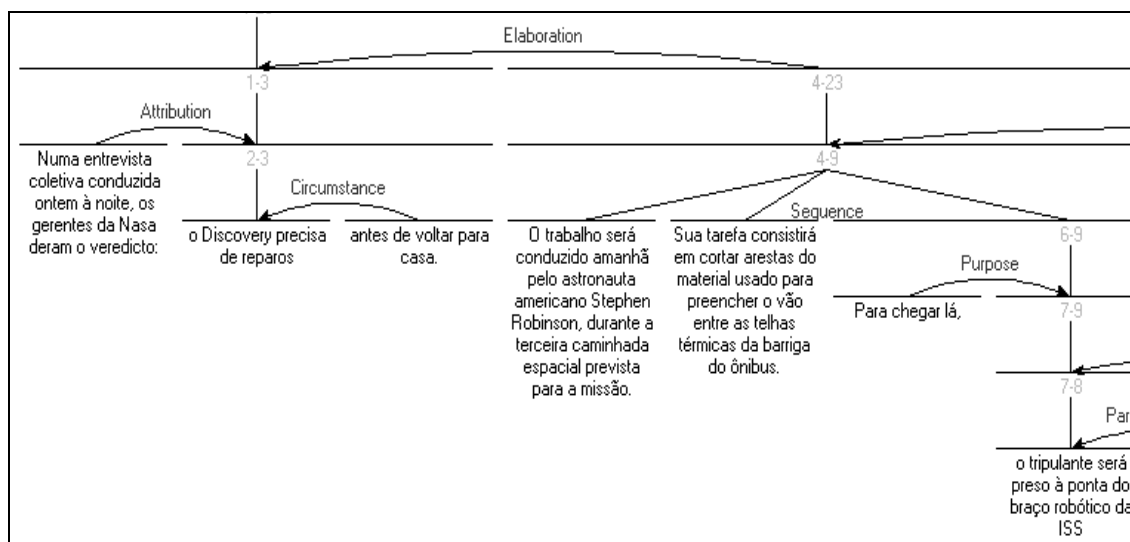 Elaboration
1-3
4-23
Attribution
Numa entrevista
coletiva conduzida
ontem à noite, os
gerentes da Nasa
deram o veredicto:
2-3
4-9
Circumstance
o Discovery precisa
de reparos
antes de voltar para
casa.
Sequence
O trabalho será
conduzido amanhã
pelo astronauta
americano Stephen
Robinson, durante a
terceira caminhada
espacial prevista
para a missão.
Sua tarefa consistirá
em cortar arestas do
material usado para
preencher o vão
entre as telhas
térmicas da barriga
do ônibus.
6-9
Purpose
Para chegar lá,
7-9
7-8
Par
o tripulante será
preso à ponta do
braço robótico da
ISS